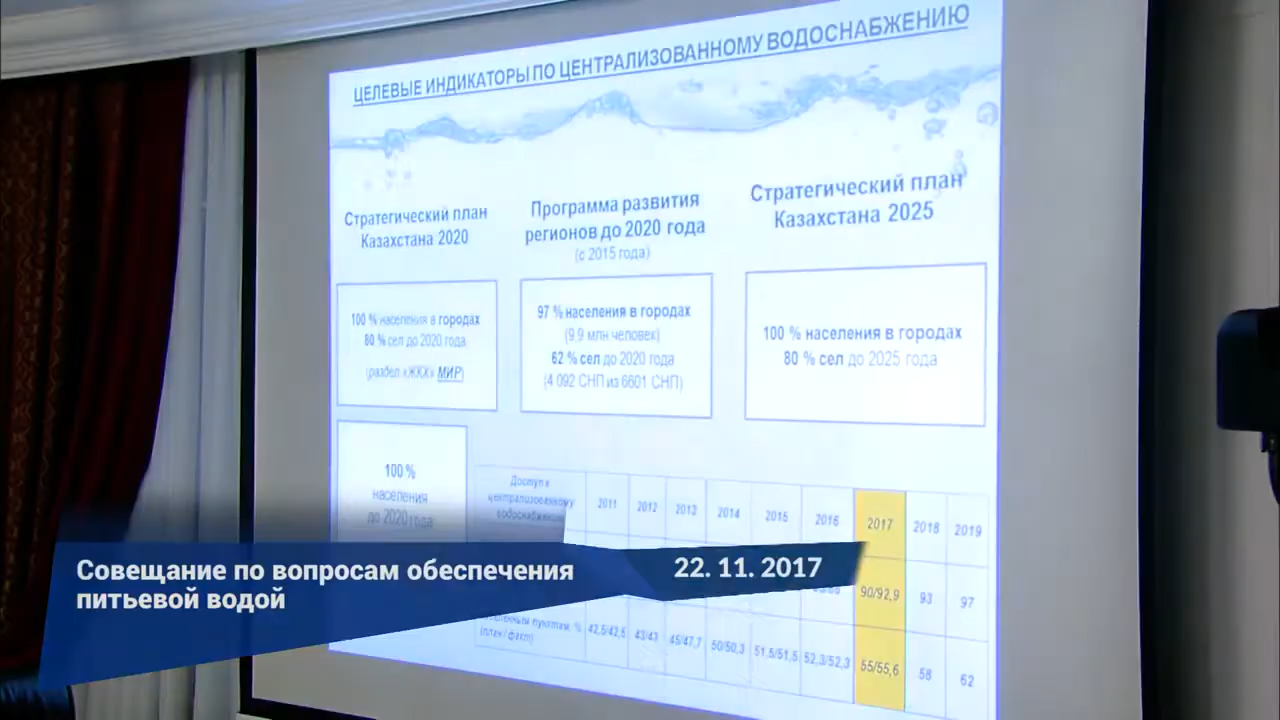 ЦЕЛЕВЫЕ ИНДИКАТОРЫ ПО ЦЕНТРАЛИЗОВАННОМУ ВОДОСНАБЖЕНИЮ
Стратегический план
Казахстана 2020
100 % населения в городах
80 % сел до 2020 года
(раздел «ЖКХ» МИР)
Программа развития
регионов до 2020 года
(с 2015 года)
97 % населения в городах
(9,9 млн человек)
62 % сел до 2020 года
(4 092 СНП из 6601 СНП)
Стратегический план
Казахстана 2025
100 % населения в городах
80 % сел до 2025 года
100 %
населения
до 2020 года
Доступ к
централизованному
2011 2012 2013 2014 2015 2016 2017 2018 2019
90/92,9 93 97
пунктам, %
(план / факт)
42,5/42,5 43/43 45/47,7 50/50,3 51,5/51,5 52,3/52,3 55/55,6 58 62
Совещание по вопросам обеспечения
питьевой водой
22. 11. 2017